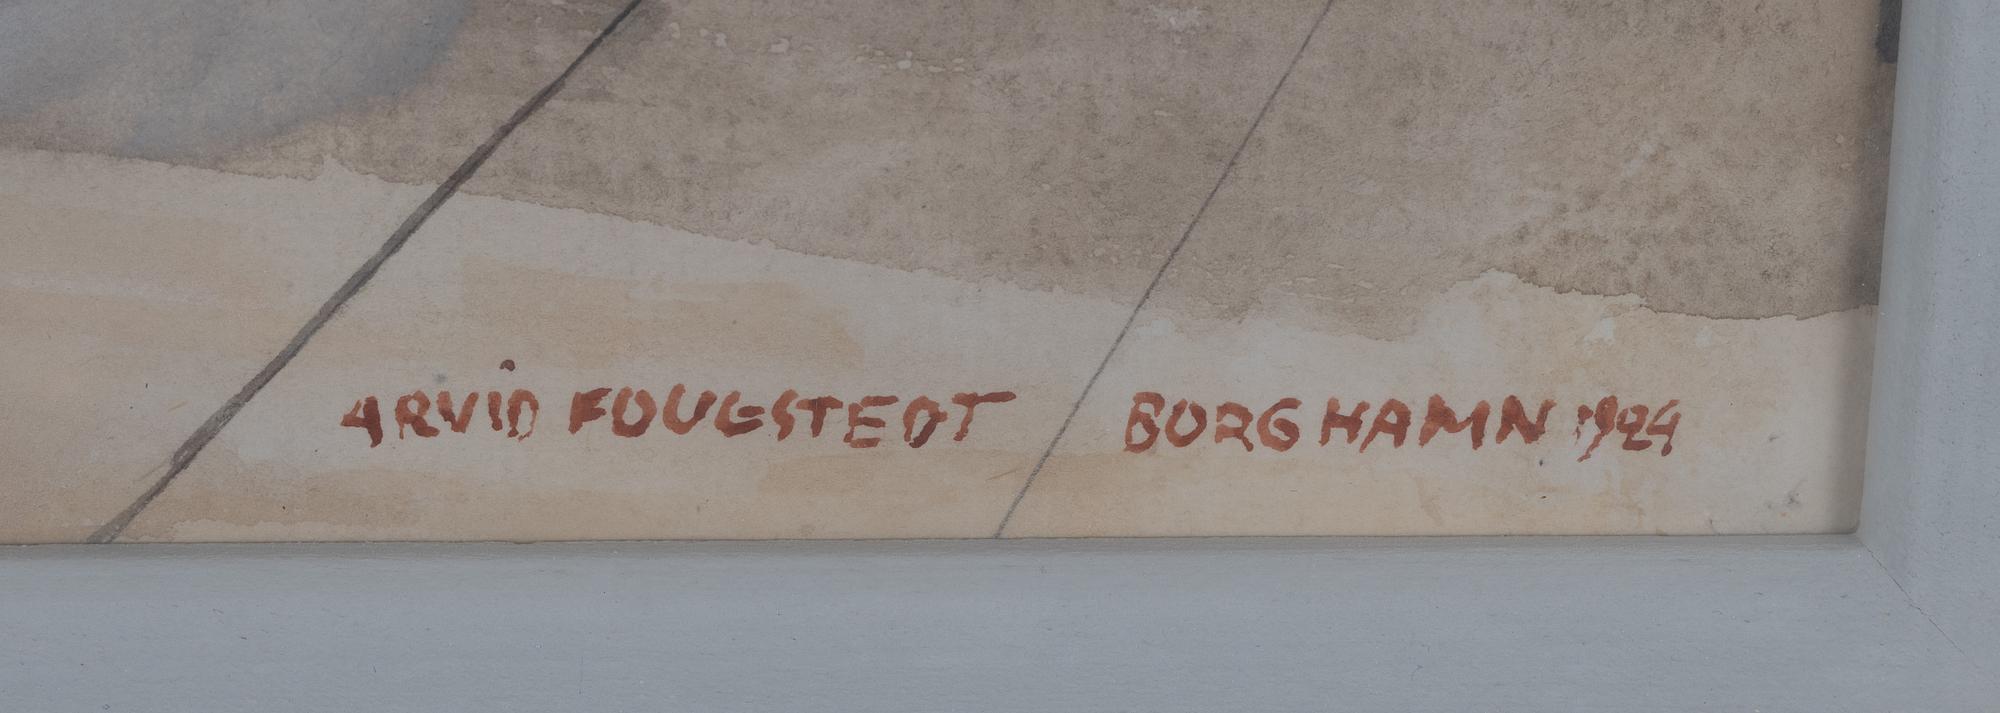 ARViD FOUGSTEDT BORGHAMN 1924